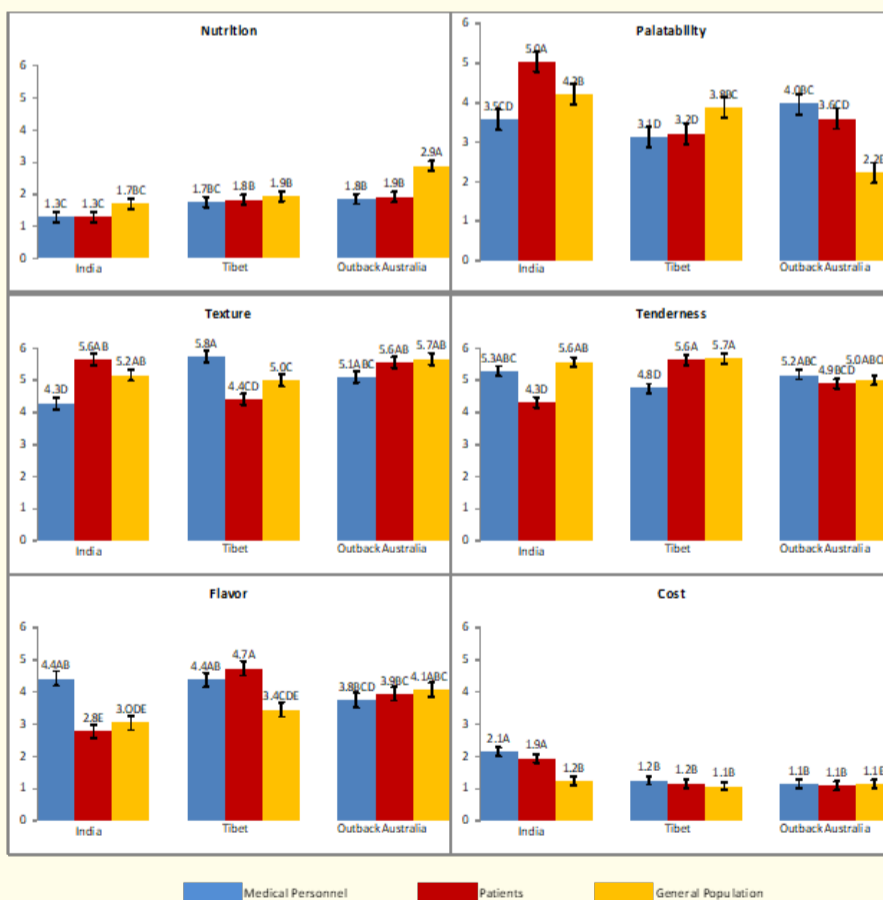 Nutrition
6
5
4
3
2
1
0
1.3C 1.3C 1.7BC
1.7BC 1.8B 1.9B
1.8B 1.9B 2.9A
India Tibet Outback Australia
Palatability
6
5
4
3
2
1
0
3.5CD 5.0A 4.2B
3.1D 3.2D 3.8BC
4.0BC 3.6CD
India Tibet Outback Australia
Texture
6
5
4
3
2
1
0
4.3D 5.6AB 5.2AB
5.8A 4.4CD 5.0C
5.1ABC 5.6AB 5.7AB
India Tibet Outback Australia
Tenderness
6
5
4
3
2
1
0
5.3ABC 4.3D 5.6AB
4.8D 5.6A 5.7A
5.2ABC 4.9BCD
India Tibet Outback Australia
Flavor
6
5
4
3
2
1
0
4.4AB 2.8E 3.0DE
4.4AB 4.7A 3.4CDE
3.8BCD 3.9BC 4.1ABC
India Tibet Outback Australia
Cost
6
5
4
3
2
1
0
2.1A 1.9A 1.2B
1.2B 1.2B 1.1B
1.1B 1.1B 1.1B
India Tibet Outback Australia
Medical Personnel Patients General Population